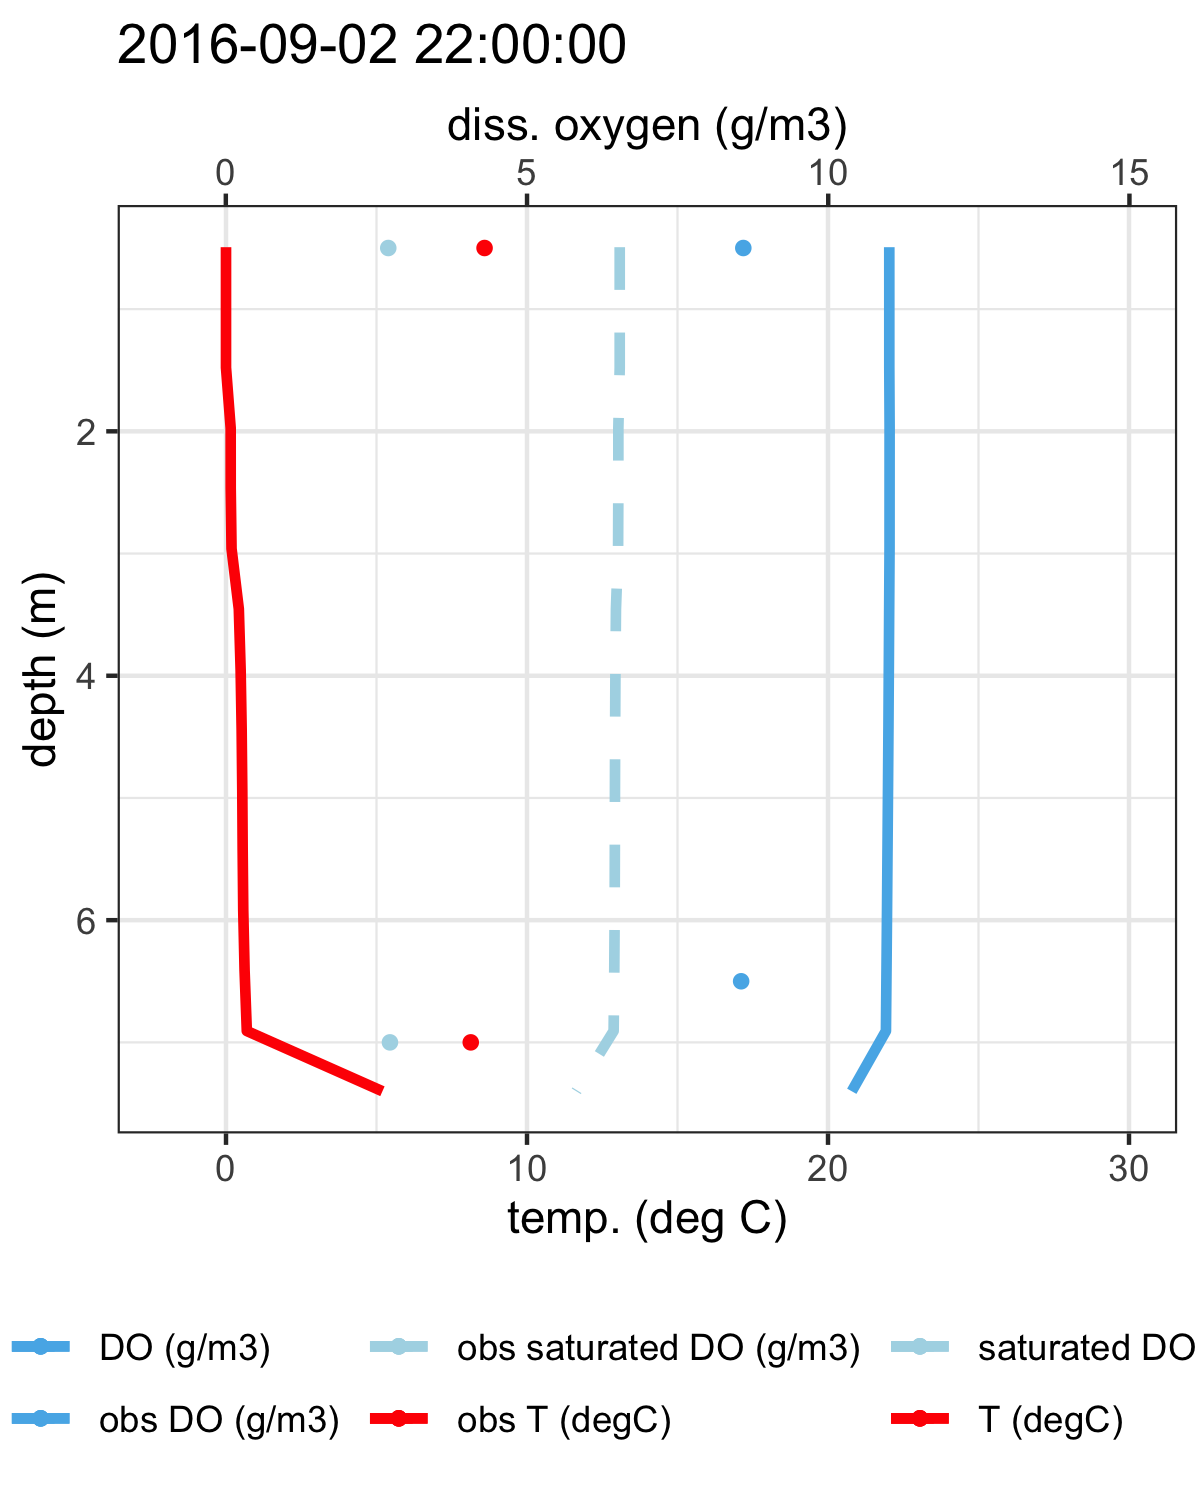 2016-09-02 22:00:00
diss. oxygen (g/m3)
0 5 10 15
depth (m)
2
4
6
0 10 20 30
temp. (deg C)
DO (g/m3) obs saturated DO (g/m3) saturated DO
obs DO (g/m3) obs T (degC) T (degC)